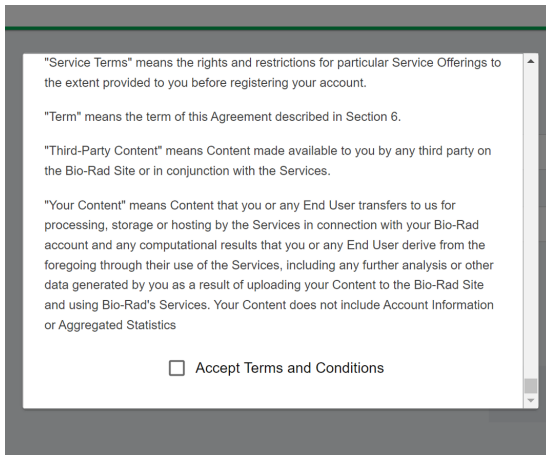 "Service Terms" means the rights and restrictions for particular Service Offerings to
the extent provided to you before registering your account.
"Term" means the term of this Agreement described in Section 6.
"Third-Party Content" means Content made available to you by any third party on
the Bio-Rad Site or in conjunction with the Services.
"Your Content" means Content that you or any End User transfers to us for
processing, storage or hosting by the Services in connection with your Bio-Rad
account and any computational results that you or any End User derive from the
foregoing through their use of the Services, including any further analysis or other
data generated by you as a result of uploading your Content to the Bio-Rad Site
and using Bio-Rad's Services. Your Content does not include Account Information
or Aggregated Statistics
Accept Terms and Conditions